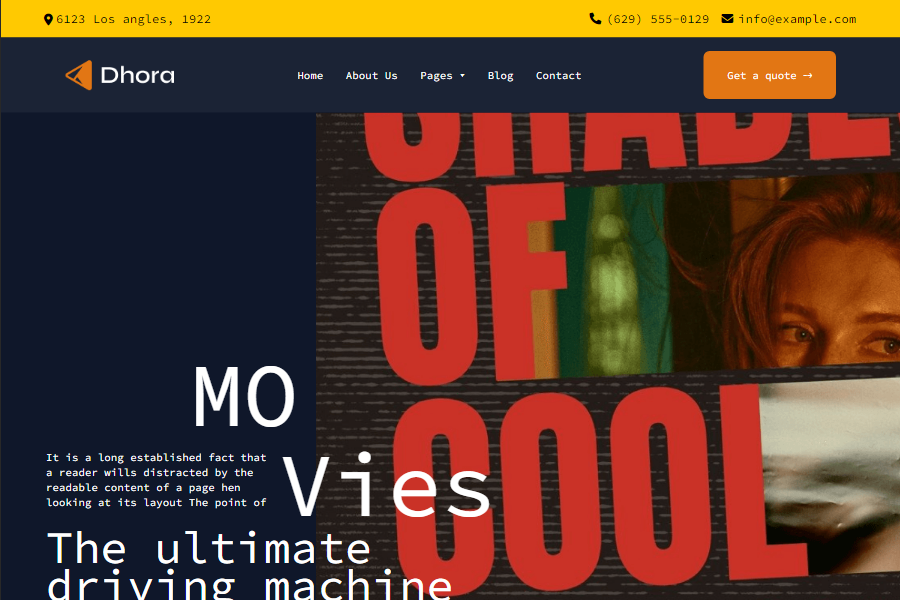 6123 Los angles, 1922
(629) 555-0129
info@example.com
Dhora
Home
About Us
Pages
Blog
Contact
Get a quote →
SHADES
OF
COOL
MO
It is a long established fact that
a reader wills distracted by the
readable content of a page hen
looking at its layout The point of
Vies
The ultimate
driving machine